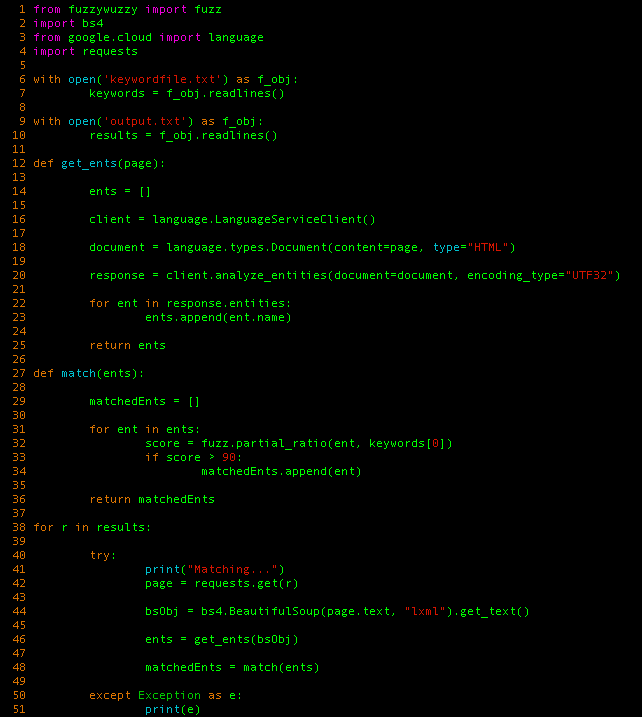 1 from fuzzywuzzy import fuzz
2 import bs4
3 from google.cloud import language
4 import requests
5
6 with open('keywordfile.txt') as f_obj:
7         keywords = f_obj.readlines()
8
9 with open('output.txt') as f_obj:
10         results = f_obj.readlines()
11
12 def get_ents(page):
13
14         ents = []
15
16         client = language.LanguageServiceClient()
17
18         document = language.types.Document(content=page, type="HTML")
19
20         response = client.analyze_entities(document=document, encoding_type="UTF32")
21
22         for ent in response.entities:
23                 ents.append(ent.name)
24
25         return ents
26
27 def match(ents):
28
29         matchedEnts = []
30
31         for ent in ents:
32                 score = fuzz.partial_ratio(ent, keywords[0])
33                 if score > 90:
34                         matchedEnts.append(ent)
35
36         return matchedEnts
37
38 for r in results:
39
40         try:
41                 print("Matching...")
42                 page = requests.get(r)
43
44                 bsObj = bs4.BeautifulSoup(page.text, "lxml").get_text()
45
46                 ents = get_ents(bsObj)
47
48                 matchedEnts = match(ents)
49
50         except Exception as e:
51                 print(e)